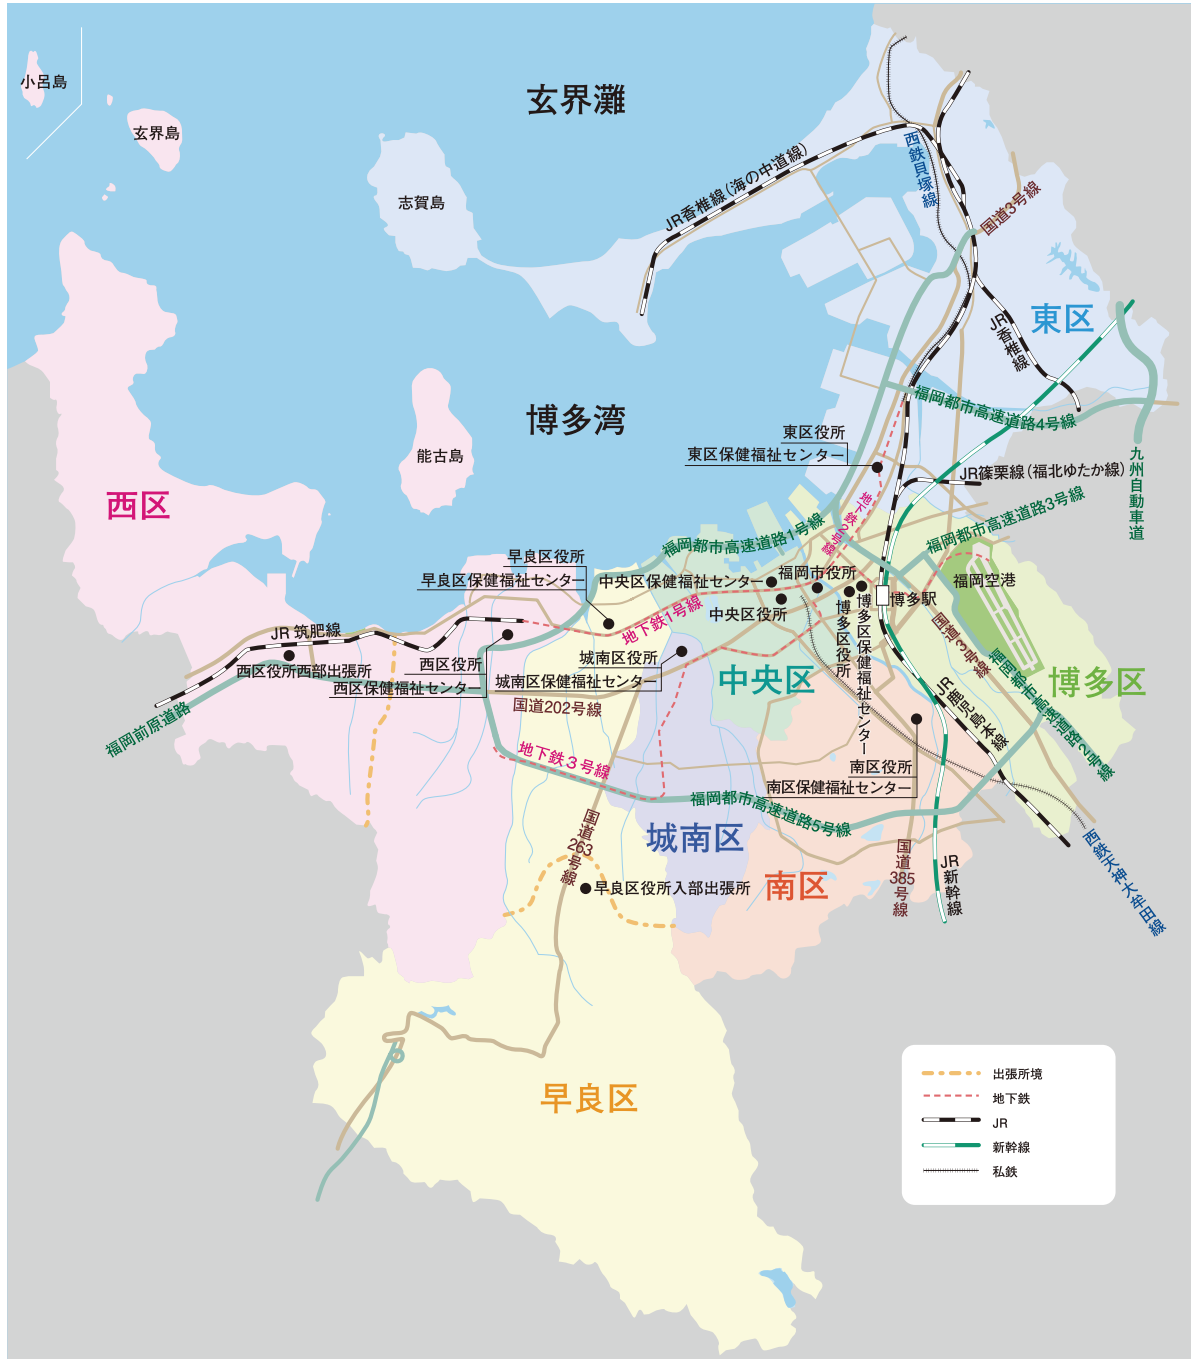 小呂島
玄界島
玄界灘
志賀島
JR香椎線(海の中道線)
西鉄貝塚線
国道3号線
東区
JR香椎線
福岡都市高速道路4号線
九州自動車道
博多湾
能古島
西区
東区役所
東区保健福祉センター
JR篠栗線(福北ゆたか線)
地下鉄2号線
福岡都市高速道路3号線
福岡都市高速道路1号線
早良区役所
早良区保健福祉センター
中央区保健福祉センター
福岡市役所
福岡空港
中央区役所
博多区役所
博多区保健福祉センター
博多駅
地下鉄1号線
JR 筑肥線
西区役所西部出張所
西区役所
西区保健福祉センター
城南区役所
城南区保健福祉センター
国道202号線
中央区
国道3号線
福岡都市高速道路2号線
博多区
JR鹿児島本線
福岡前原道路
地下鉄3号線
南区役所
南区保健福祉センター
福岡都市高速道路5号線
城南区
国道263号線
南区
国道385号線
JR新幹線
西鉄天神大牟田線
早良区役所入部出張所
早良区
出張所境
地下鉄
JR
新幹線
私鉄